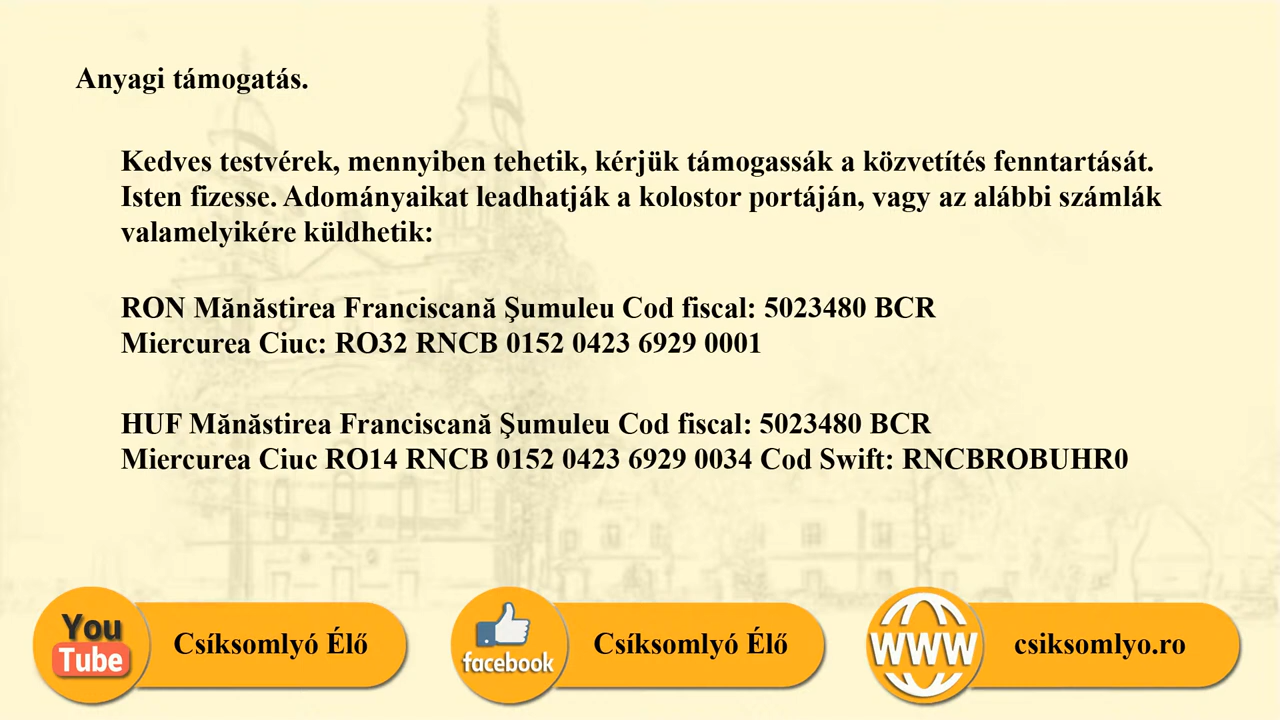 Anyagi támogatás.
Kedves testvérek, mennyiben tehetik, kérjük támogassák a közvetítés fenntartását.
Isten fizesse. Adományaikat leadhatják a kolostor portáján, vagy az alábbi számlák
valamelyikére küldhetik:
RON Mănăstirea Franciscană Şumuleu Cod fiscal: 5023480 BCR
Miercurea Ciuc: RO32 RNCB 0152 0423 6929 0001
HUF Mănăstirea Franciscană Şumuleu Cod fiscal: 5023480 BCR
Miercurea Ciuc RO14 RNCB 0152 0423 6929 0034 Cod Swift: RNCBROBUHR0
You
Tube
Csíksomlyó Élő
facebook
Csíksomlyó Élő
WWW
csiksomlyo.ro